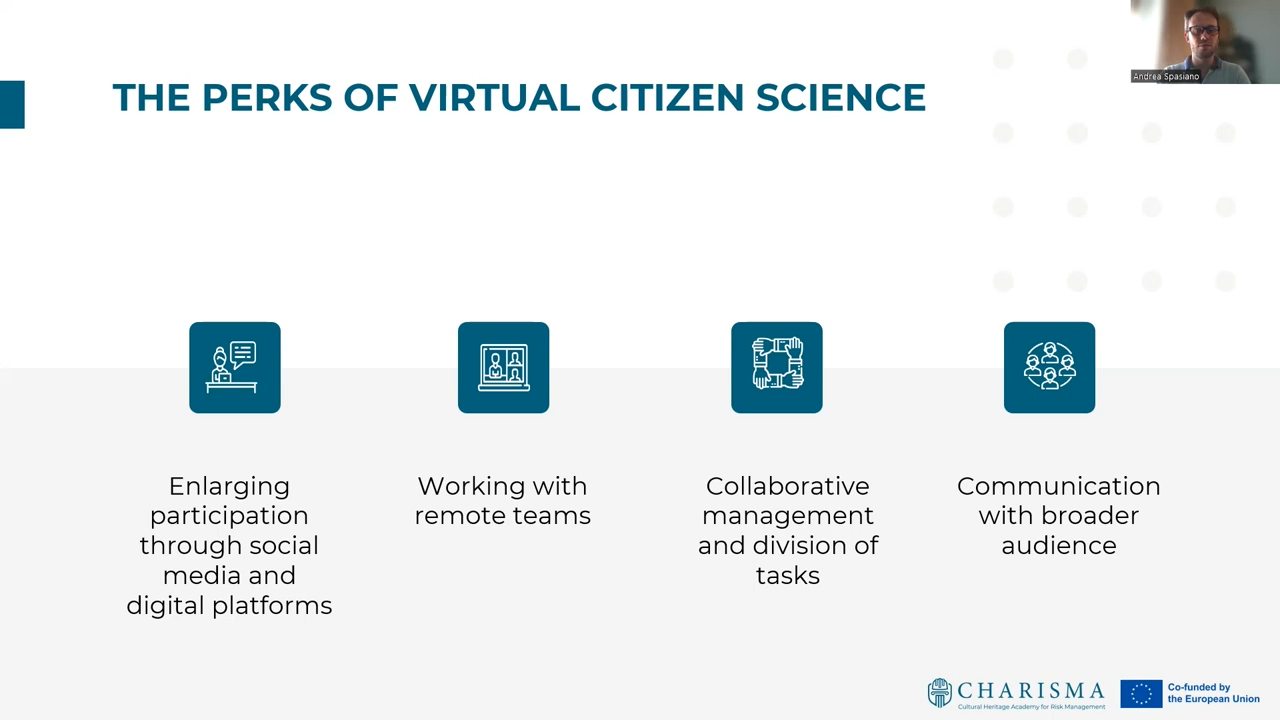 Andrea Spasiano
THE PERKS OF VIRTUAL CITIZEN SCIENCE
Enlarging
participation
through social
media and
digital platforms
Working with
remote teams
Collaborative
management
and division of
tasks
Communication
with broader
audience
CHARISMA
Cultural Heritage Academy for Risk Management
Co-funded by
the European Union